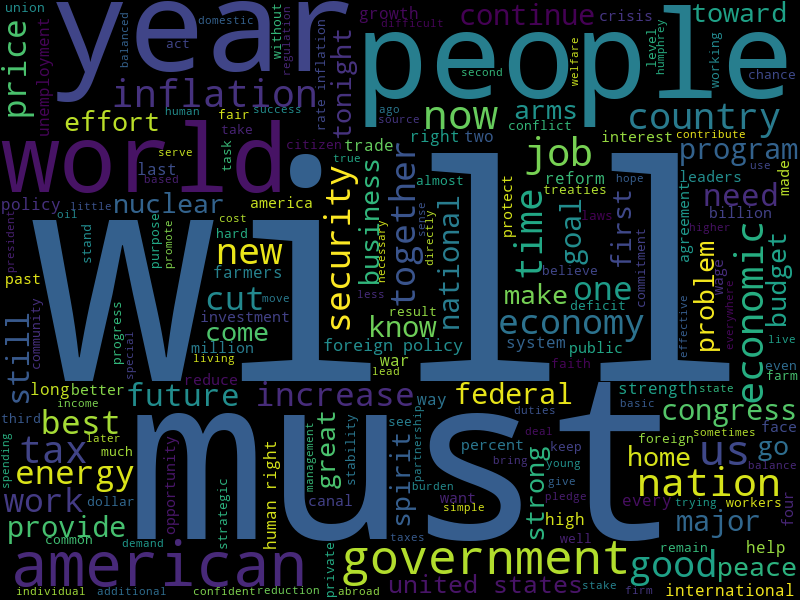 union
domestic
without
growth
continue
crisis
toward
year
people
price
balanced
act
difficult
level
humphrey
working
chance
unemployment
inflation
rate inflation
tonight
regulation
second
welfare
effort
human
fair
success
ago
source
now
arms
conflict
country
world
serve
task
take
citizen
true
trade
right
two
job
interest
contribute
program
policy
last
based
oil
little
nuclear
america
security
business
together
almost
national
protect
reform
treaties
hope
leaders
need
made
use
president
stand
purpose
promote
cost
hard
new
farmers
necessary
sense
directly
time
goal
believe
first
laws
commitment
agreement
billion
higher
will
past
community
progress
special
cut
move
investment
less
make
one
deficit
problem
wage
everywhere
economic
budget
still
million
come
living
know
result
economy
system
public
effective
live
even
farm
foreign policy
war
lead
faith
reduce
long
better
income
future
increase
way
federal
strength
state
basic
congress
third
best
later
must
great
stability
spirit
see
partnership
duties
face
foreign
sometimes
tax
much
opportunity
human right
management
percent
deal
keep
us
go
balance
spending
energy
strategic
burden
bring
young
home
want
strong
give
nation
trying
work
dollar
canal
simple
pledge
every
workers
four
provide
common
demand
private
taxes
high
well
major
remain
help
american
government
good
peace
individual
additional
confident
reduction
abroad
united states
stake
firm
international